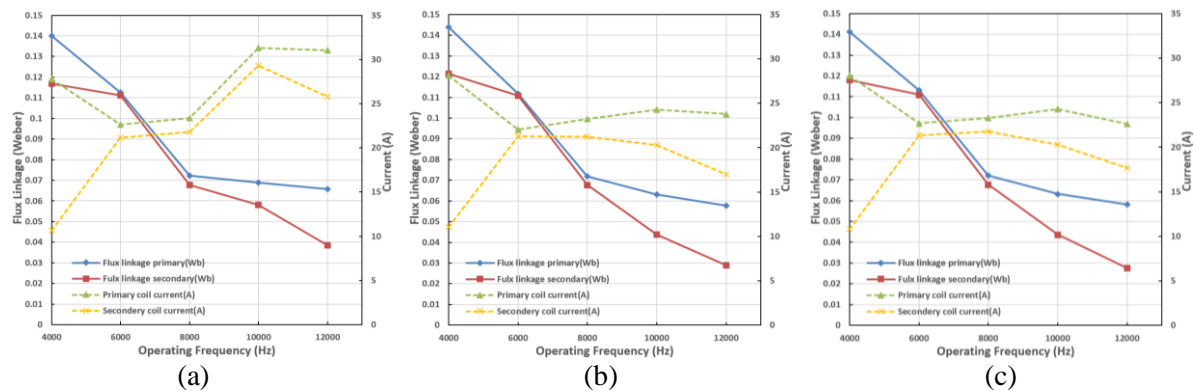 0.15
0.14
0.13
0.12
0.11
0.1
0.09
0.08
0.07
0.06
0.05
0.04
0.03
0.02
0.01
0
Flux Linkage (Weber)
35
30
25
20
15
10
5
0
Current (A)
Flux linkage primary(Wb)
Fulx linkage secondary(Wb)
Primary coil current(A)
Secondery coil current(A)
4000 6000 8000 10000 12000
Operating Frequency (Hz)
(a)
0.15
0.14
0.13
0.12
0.11
0.1
0.09
0.08
0.07
0.06
0.05
0.04
0.03
0.02
0.01
0
Flux Linkage (Weber)
35
30
25
20
15
10
5
0
Current (A)
Flux linkage primary(Wb)
Fulx linkage secondary(Wb)
Primary coil current(A)
Secondery coil current(A)
4000 6000 8000 10000 12000
Operating Frequency (Hz)
(b)
0.15
0.14
0.13
0.12
0.11
0.1
0.09
0.08
0.07
0.06
0.05
0.04
0.03
0.02
0.01
0
Flux Linkage (Weber)
35
30
25
20
15
10
5
0
Current (A)
Flux linkage primary(Wb)
Fulx linkage secondary(Wb)
Primary coil current(A)
Secondery coil current(A)
4000 6000 8000 10000 12000
Operating Frequency (Hz)
(c)